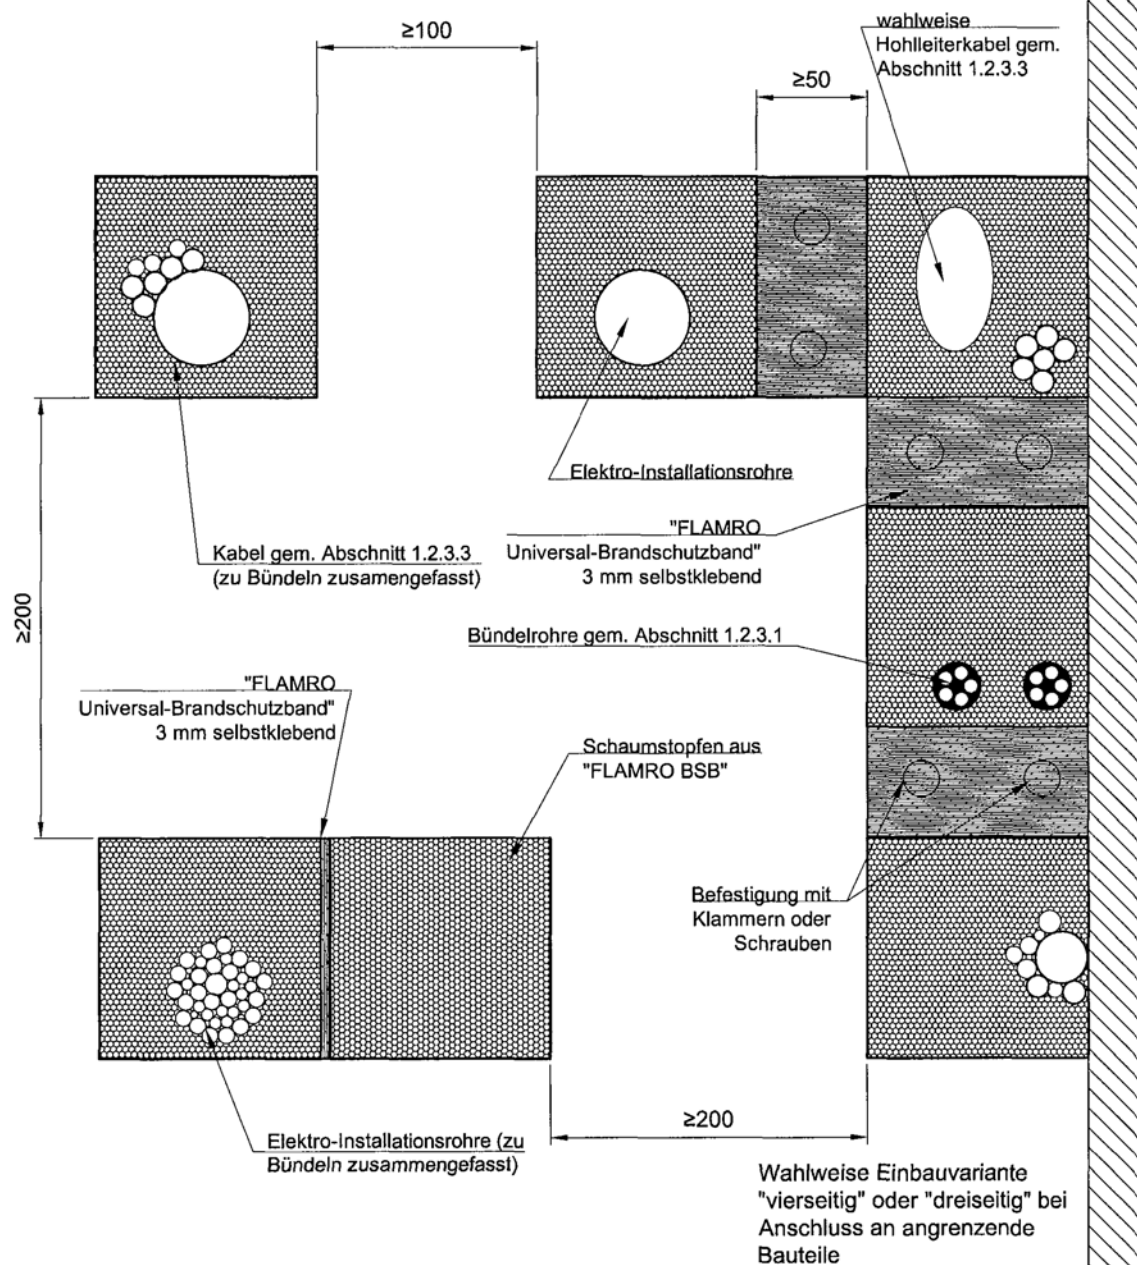 ≥100
wahlweise
Hohlleiterkabel gem.
Abschnitt 1.2.3.3
≥50
Elektro-Installationsrohre
"FLAMRO
Universal-Brandschutzband"
3 mm selbstklebend
Kabel gem. Abschnitt 1.2.3.3
(zu Bündeln zusamengefasst)
≥200
Bündelrohre gem. Abschnitt 1.2.3.1
"FLAMRO
Universal-Brandschutzband"
3 mm selbstklebend
Schaumstopfen aus
"FLAMRO BSB"
Befestigung mit
Klammern oder
Schrauben
≥200
Elektro-Installationsrohre (zu
Bündeln zusammengefasst)
Wahlweise Einbauvariante
"vierseitig" oder "dreiseitig" bei
Anschluss an angrenzende
Bauteile